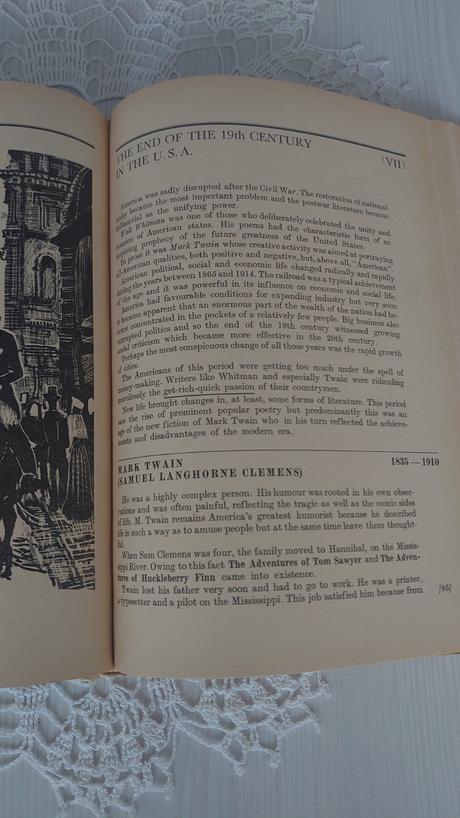 THE END OF THE 19th CENTURY
IN THE U. S. A.
(VII)
America was sadly disrupted after the Civil War. The restoration of national
unity became the most important problem and the postwar literature became
influential as the unifying power.
Walt Whitman was one of those who deliberately celebrated the unity and
of American states. His poems had the characteristic form of an
inspiring prophecy of the future greatness of the United States.
In prose it was Mark Twain whose creative activity was aimed at portraying
all-American qualities, both positive and negative, but, above all, "American".
American political, social and economic life changed radically and rapidly
during the years between 1865 and 1914. The railroad was a typical achievement
of the age and it was powerful in its influence on economic and social life.
America had favourable conditions for expanding industry but very soon
it became apparent that an enormous part of the wealth of the nation had be-
come concentrated in the pockets of a relatively few people. Big business also
corrupted politics and so the end of the 19th century witnessed growing
social criticism which became more effective in the 20th century.
Perhaps the most conspicuous change of all those years was the rapid growth
of cities.
The Americans of this period were getting too much under the spell of
money-making. Writers like Whitman and especially Twain were ridiculing
mercilessly the get-rich-quick passion of their countrymen.
New life brought changes in, at least, some forms of literature. This period
saw the rise of prominent popular poetry but predominantly this was an
age of the new fiction of Mark Twain who in his turn reflected the achieve-
ments and disadvantages of the modern era.
MARK TWAIN 1835 — 1910
(SAMUEL LANGHORNE CLEMENS)
He was a highly complex person. His humour was rooted in his own obser-
vations and was often painful, reflecting the tragic as well as the comic sides
of life. M. Twain remains America's greatest humorist because he described
life in such a way as to amuse people but at the same time leave them thought-
ful.
When Sam Clemens was four, the family moved to Hannibal, on the Missis-
sippi River. Owing to this fact The Adventures of Tom Sawyer and The Adven-
tures of Huckleberry Finn came into existence.
Twain lost his father very soon and had to go to work. He was a printer,
a typesetter and a pilot on the Mississippi. This job satisfied him because from
/85/